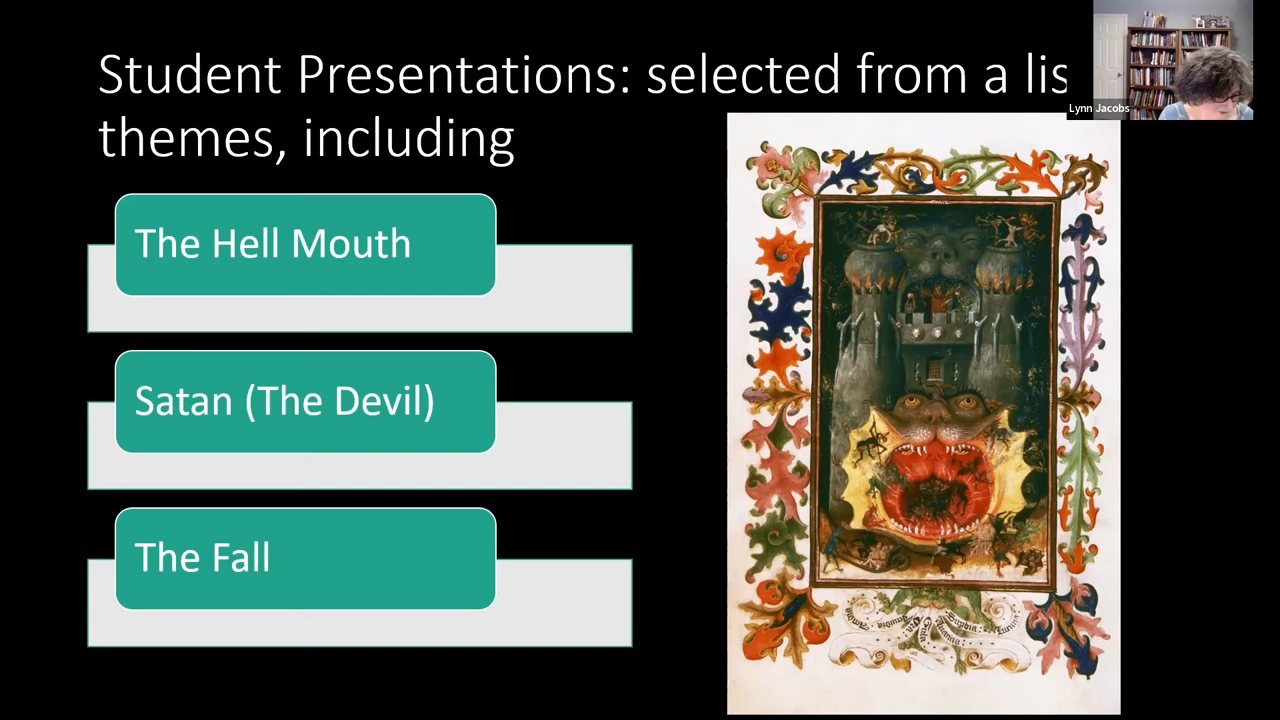 Student Presentations: selected from a lis
themes, including
Lynn Jacobs
The Hell Mouth
Satan (The Devil)
The Fall